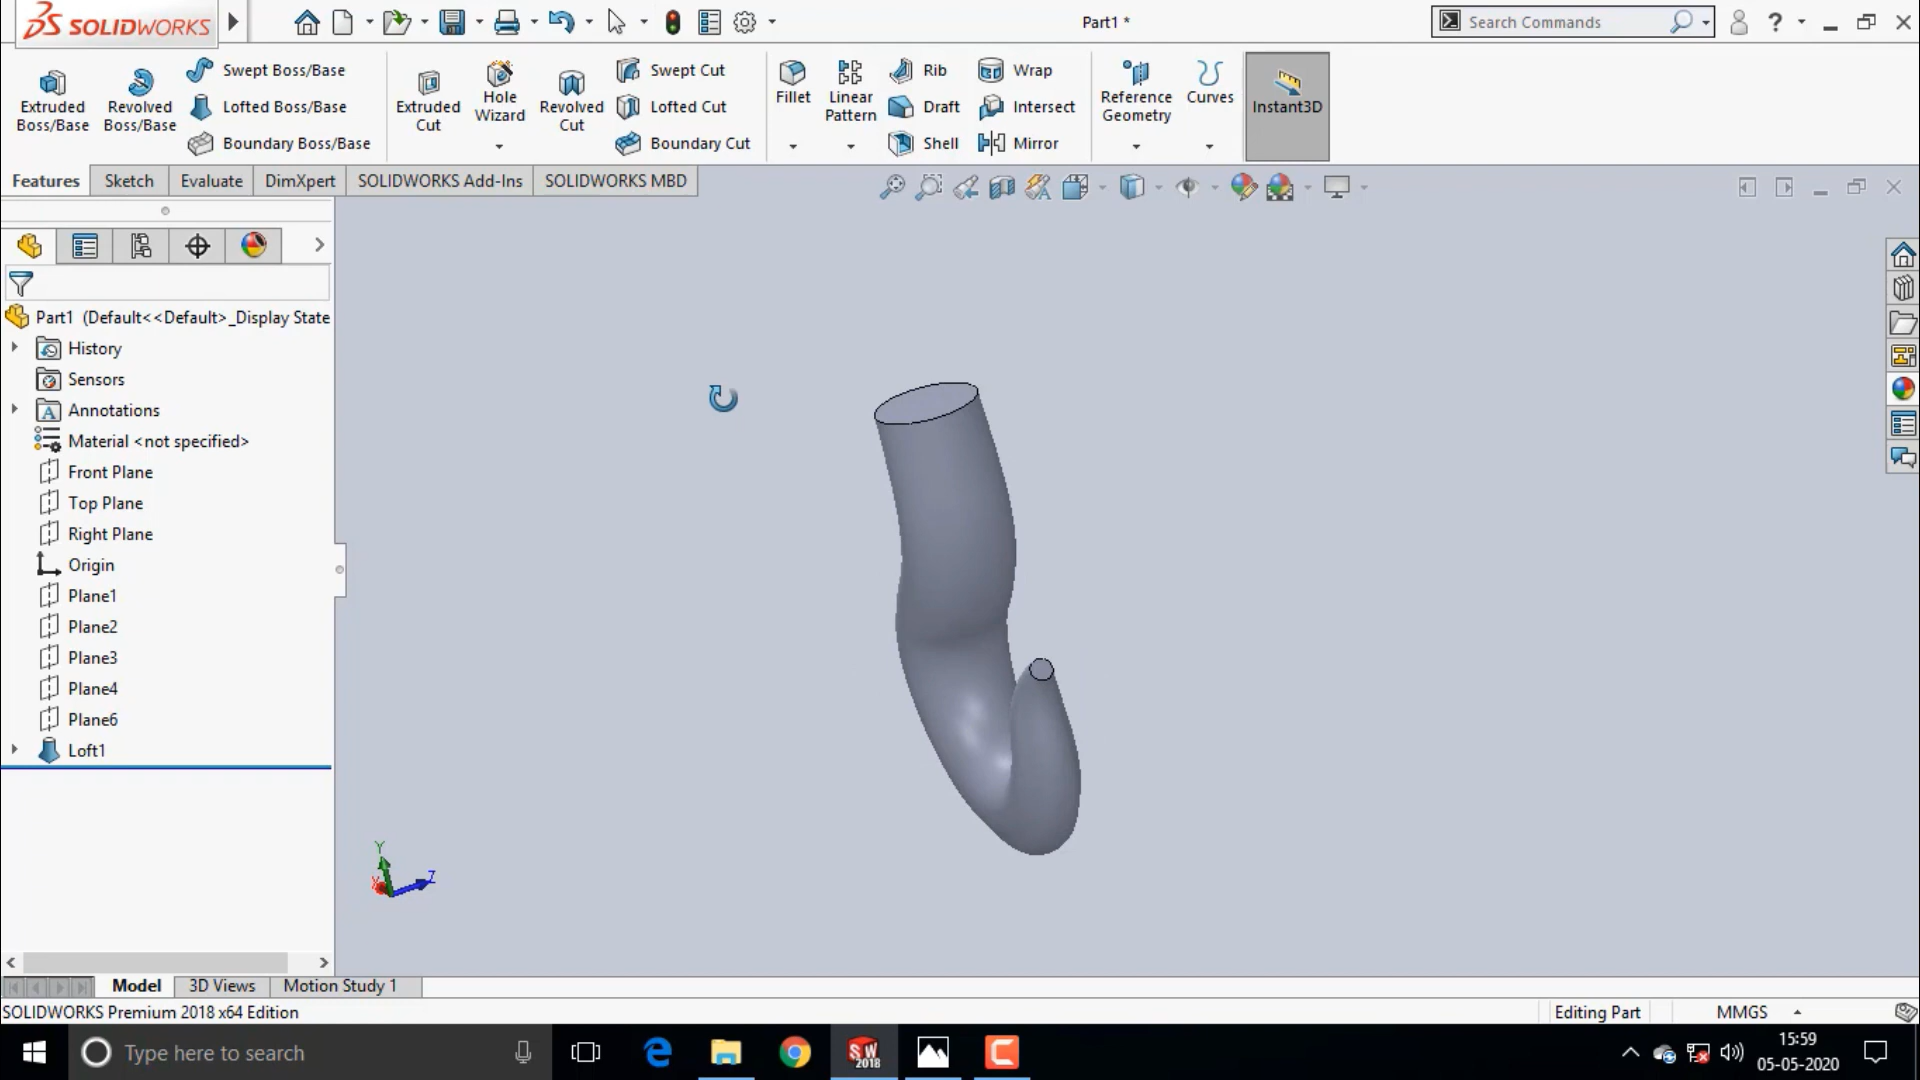 SOLIDWORKS
Part1 *
Search Commands
Extruded Boss/Base
Revolved Boss/Base
Swept Boss/Base
Lofted Boss/Base
Boundary Boss/Base
Extruded Cut
Hole Wizard
Revolved Cut
Swept Cut
Lofted Cut
Boundary Cut
Fillet
Linear Pattern
Rib
Draft
Shell
Wrap
Intersect
Mirror
Reference Geometry
Curves
Instant3D
Features
Sketch
Evaluate
DimXpert
SOLIDWORKS Add-Ins
SOLIDWORKS MBD
Part1 (Default<<Default>_Display State
History
Sensors
Annotations
Material <not specified>
Front Plane
Top Plane
Right Plane
Origin
Plane1
Plane2
Plane3
Plane4
Plane6
Loft1
Y
X
Z
Model
3D Views
Motion Study 1
SOLIDWORKS Premium 2018 x64 Edition
Editing Part
MMGS
Type here to search
SW
2018
15:59
05-05-2020